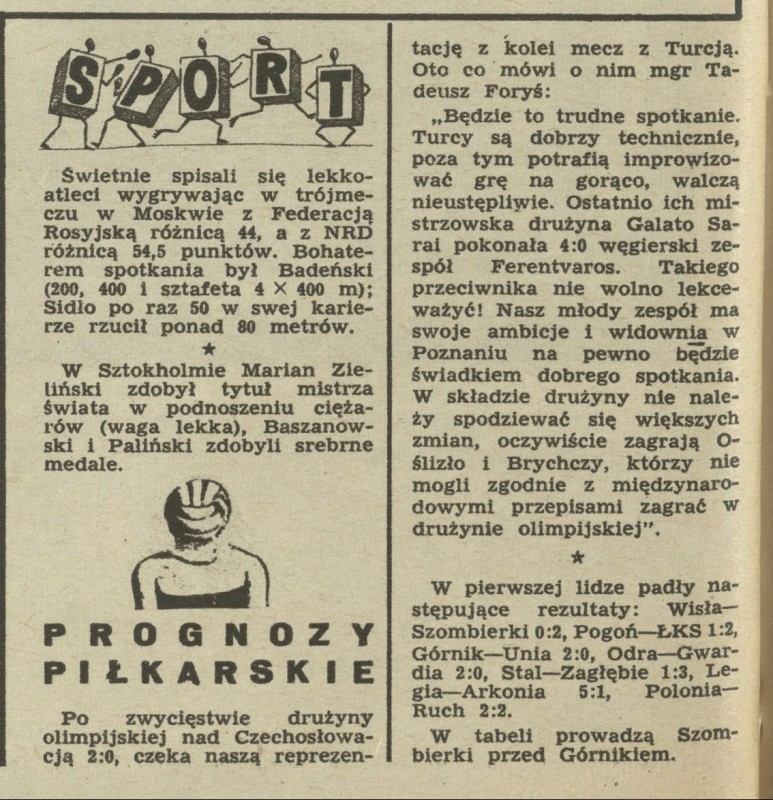 SPORT
Świetnie spisali się lekko-
atleci wygrywając w trójme-
czu w Moskwie z Federacją
Rosyjską różnicą 44, a z NRD
różnicą 54,5 punktów. Bohate-
rem spotkania był Badeński
(200, 400 i sztafeta 4 × 400 m);
Sidlo po raz 50 w swej karie-
rze rzucił ponad 80 metrów.
★
W Sztokholmie Marian Zie-
liński zdobył tytuł mistrza
świata w podnoszeniu cięża-
rów (waga lekka), Baszanow-
ski i Paliński zdobyli srebrne
medale.
PROGNOZY
PIŁKARSKIE
Po zwycięstwie drużyny
olimpijskiej nad Czechosłowa-
cją 2:0, czeka naszą reprezen-
tację z kolei mecz z Turcją.
Oto co mówi o nim mgr Ta-
deusz Foryś:
„Będzie to trudne spotkanie.
Turcy są dobrzy technicznie,
poza tym potrafią improwizo-
wać grę na gorąco, walczą
nieustępliwie. Ostatnio ich mi-
strzowska drużyna Galato Sa-
rai pokonała 4:0 węgierski ze-
spół Ferentvaros. Takiego
przeciwnika nie wolno lekce-
ważyć! Nasz młody zespół ma
swoje ambicje i widownia w
Poznaniu na pewno będzie
świadkiem dobrego spotkania.
W składzie drużyny nie nale-
ży spodziewać się większych
zmian, oczywiście zagrają O-
ślizło i Brychczy, którzy nie
mogli zgodnie z międzynaro-
dowymi przepisami zagrać w
drużynie olimpijskiej”.
★
W pierwszej lidze padły na-
stępujące rezultaty: Wisła—
Szombierki 0:2, Pogoń—ŁKS 1:2,
Górnik—Unia 2:0, Odra—Gwar-
dia 2:0, Stal—Zagłębie 1:3, Le-
gia—Arkonia 5:1, Polonia—
Ruch 2:2.
W tabeli prowadzą Szom-
bierki przed Górnikiem.